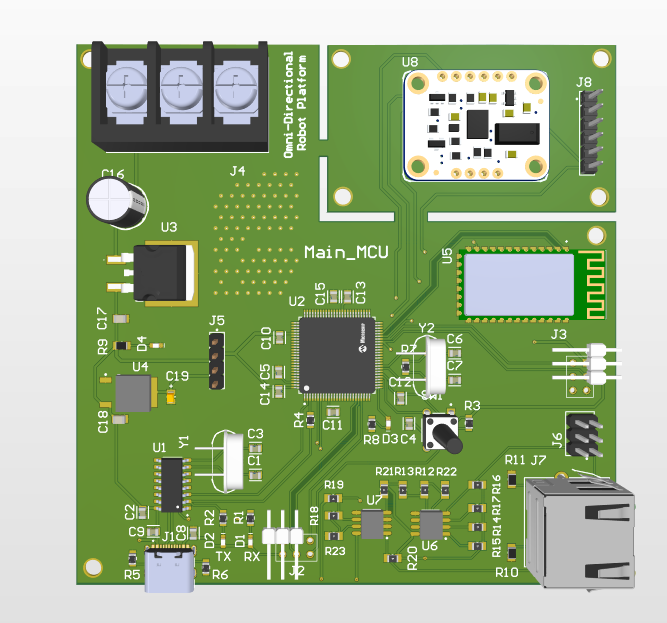 Omni-Directional
Robot Platform
U8
J8
C16
J4
U3
Main_MCU
U5
C15
C13
U2
C17
J5
C10
Y2
C6
J3
R9
D4
R7
C7
U4
C19
C5
C14
C12
SW1
C18
R4
C11
R8
D3
C4
R3
J6
U1
Y1
C3
C1
R21
R13
R12
R22
R16
R11
J7
R19
R17
C2
R2
R1
R18
U7
U6
R14
C9
C8
J1
D2
D1
R23
R15
TX
RX
R20
R5
R6
J2
R10